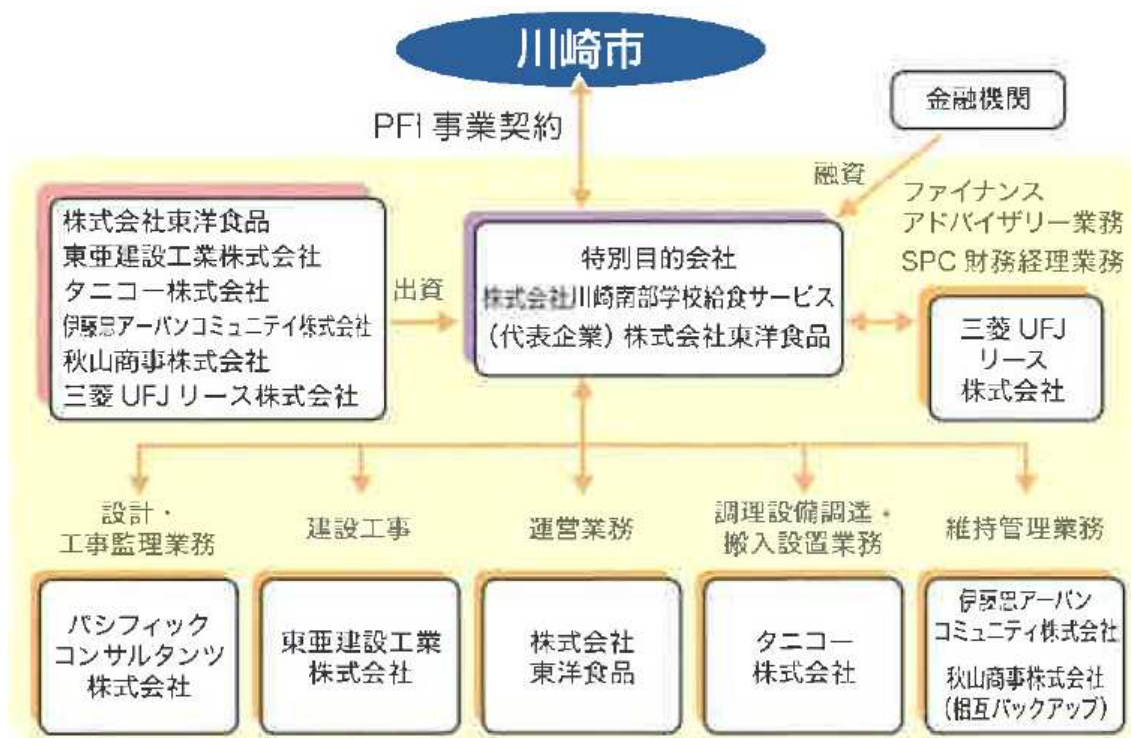 川崎市
PFI 事業契約
金融機関
融資
ファイナンス
アドバイザリー業務
SPC 財務経理業務
株式会社東洋食品
東亜建設工業株式会社
タニコー株式会社
伊藤忠アーバンコミュニテイ株式会社
秋山商事株式会社
三菱 UFJ リース株式会社
出資
特別目的会社
株式会社川崎南部学校給食サービス
(代表企業) 株式会社東洋食品
三菱 UFJ
リース
株式会社
設計・
工事監理業務
建設工事
運営業務
調理設備調達・
搬入設置業務
維持管理業務
パシフィック
コンサルタンツ
株式会社
東亜建設工業
株式会社
株式会社
東洋食品
タニコー
株式会社
伊藤忠アーバン
コミュニティ株式会社
秋山商事株式会社
(相互バックアップ)